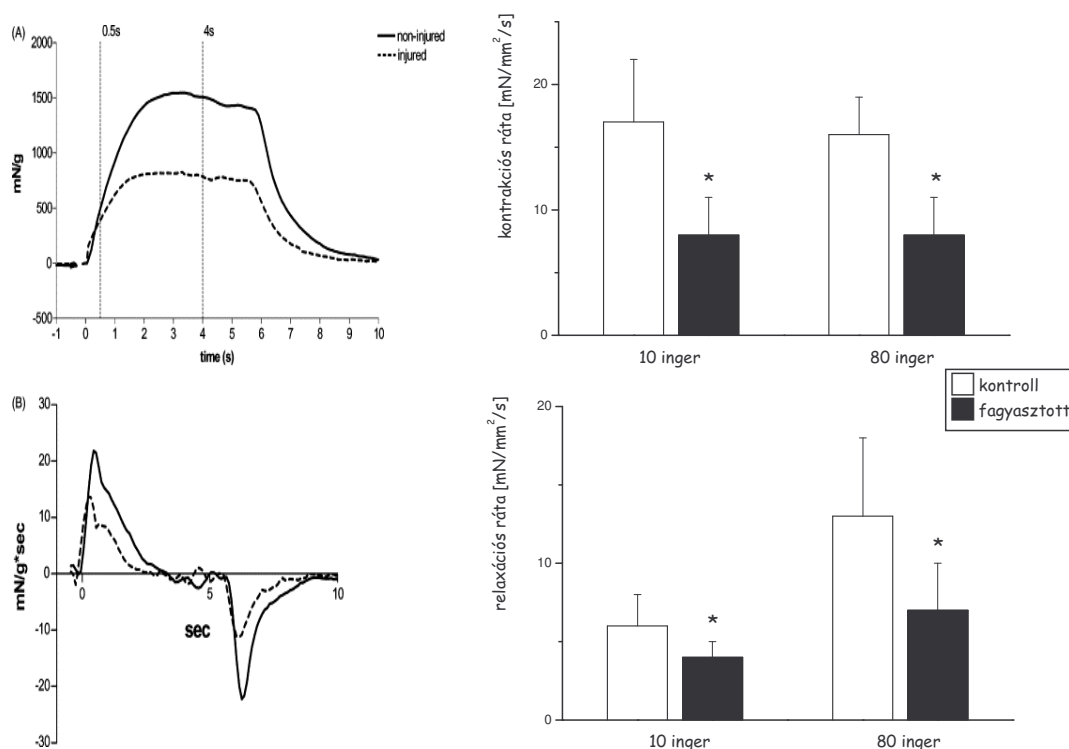 (A)
0.5s
4s
non-injured
injured
2000
1500
1000
500
0
-500
mN/g
-1 0 1 2 3 4 5 6 7 8 9 10
time (s)
kontrakciós ráta [mN/mm²/s]
20
10
0
10 inger
80 inger
*
*
kontroll
fagyasztott
(B)
30
20
10
0
-10
-20
-30
mN/g*sec
0 5 10
sec
relaxációs ráta [mN/mm²/s]
20
10
0
*
*
10 inger
80 inger